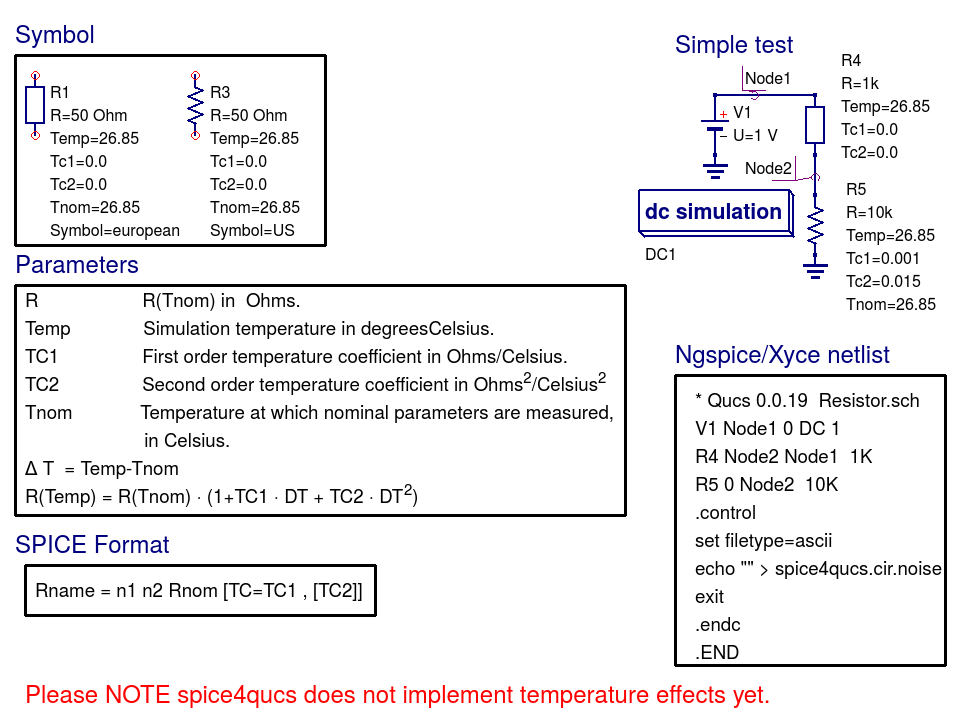 Symbol
R1
R=50 Ohm
Temp=26.85
Tc1=0.0
Tc2=0.0
Tnom=26.85
Symbol=european
R3
R=50 Ohm
Temp=26.85
Tc1=0.0
Tc2=0.0
Tnom=26.85
Symbol=US
Parameters
R R(Tnom) in Ohms.
Temp Simulation temperature in degreesCelsius.
TC1 First order temperature coefficient in Ohms/Celsius.
TC2 Second order temperature coefficient in Ohms²/Celsius²
Tnom Temperature at which nominal parameters are measured,
in Celsius.
Δ T = Temp-Tnom
R(Temp) = R(Tnom) · (1+TC1 · DT + TC2 · DT²)
SPICE Format
Rname = n1 n2 Rnom [TC=TC1 , [TC2]]
Simple test
Node1
+ V1
− U=1 V
Node2
R4
R=1k
Temp=26.85
Tc1=0.0
Tc2=0.0
R5
R=10k
Temp=26.85
Tc1=0.001
Tc2=0.015
Tnom=26.85
dc simulation
DC1
Ngspice/Xyce netlist
* Qucs 0.0.19 Resistor.sch
V1 Node1 0 DC 1
R4 Node2 Node1 1K
R5 0 Node2 10K
.control
set filetype=ascii
echo "" > spice4qucs.cir.noise
exit
.endc
.END
Please NOTE spice4qucs does not implement temperature effects yet.